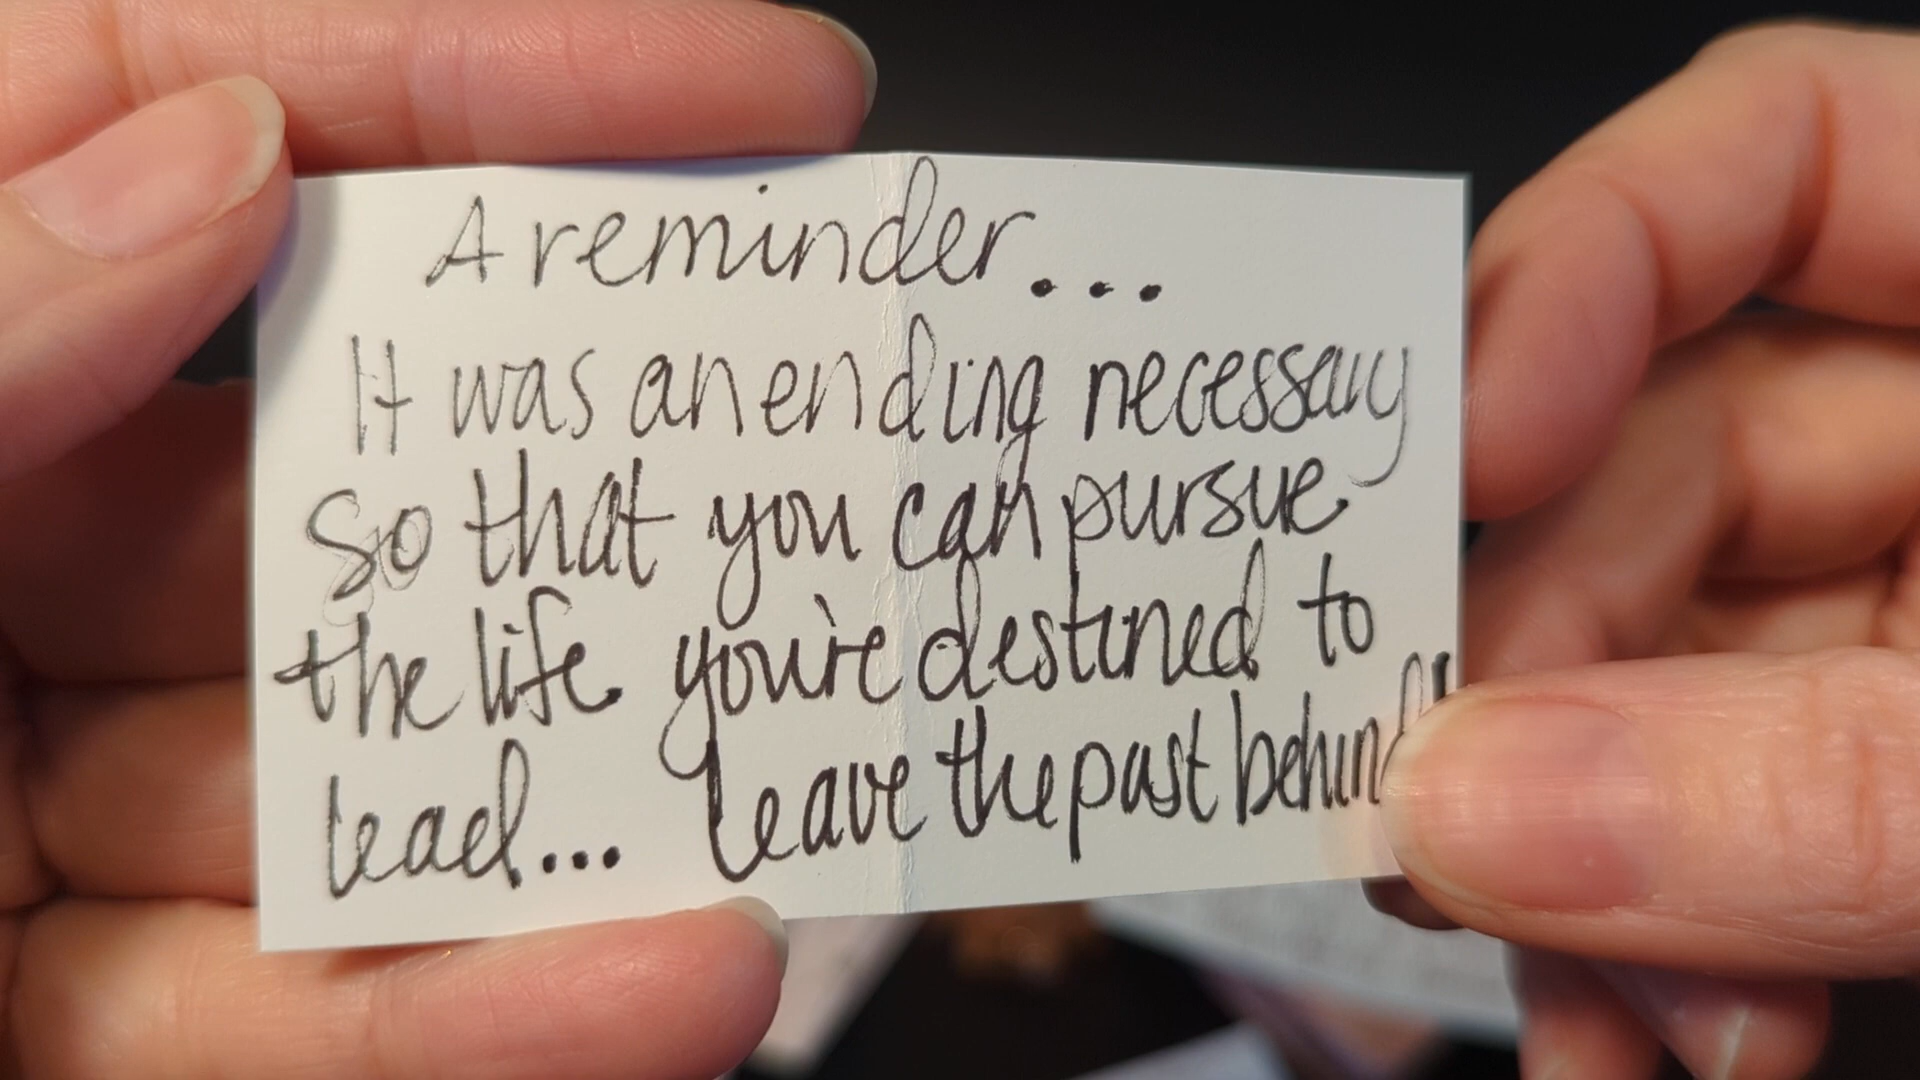 A reminder...
It was an ending necessary
so that you can pursue
the life you're destined to
lead... Leave the past behind!!